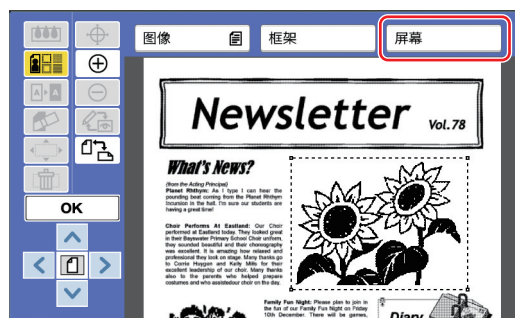 图像
框架
屏幕
A
A
OK
Newsletter Vol. 78
What's News?
(from the Acting Principal)
Planet Rhthym: As I type I can hear the
pounding beat coming from the Planet Rhthym
Incursion in the hall. I'm sure our students are
having a great time!
Choir Performs At Eastland: Our Choir
performed at Eastland today. They looked great
in their Bayswater Primary School Choir uniform,
they sounded beautiful and their choreography
was excellent. It is amazing how relaxed and
professional they look on stage. Many thanks go
to Corrie Huygen and Kelly Mills for their
excellent leadership of our choir. Many thanks
also to the parents who helped prepare
costumes and who assistedour choir on the day.
Family Fun Night: Please plan to join in
the fun of our Family Fun Night on Friday
10th December. There will be games,
Diary